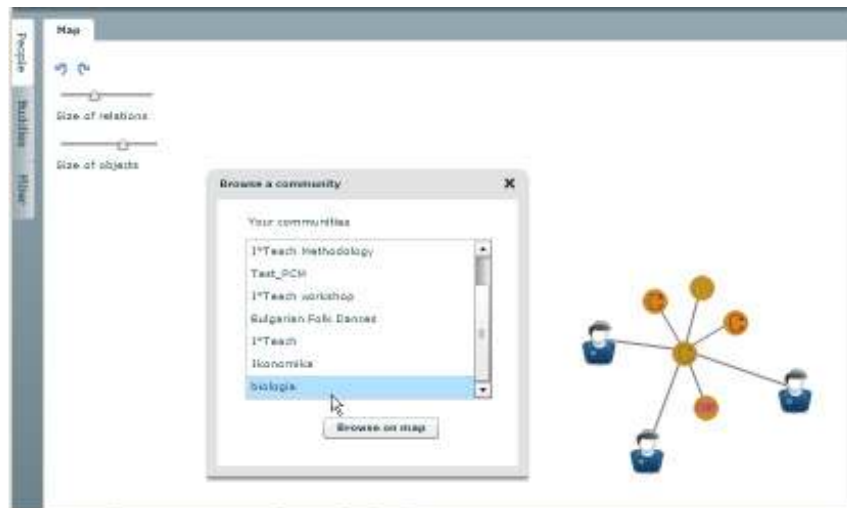 People
Buddies
Filter
Map
Size of relations
Size of objects
Browse a community
Your communities
I*Teach Methodology
Test_PCM
I*Teach workshop
Bulgarian Folk Dances
I*Teach
Ikonomika
biologia
Browse on map